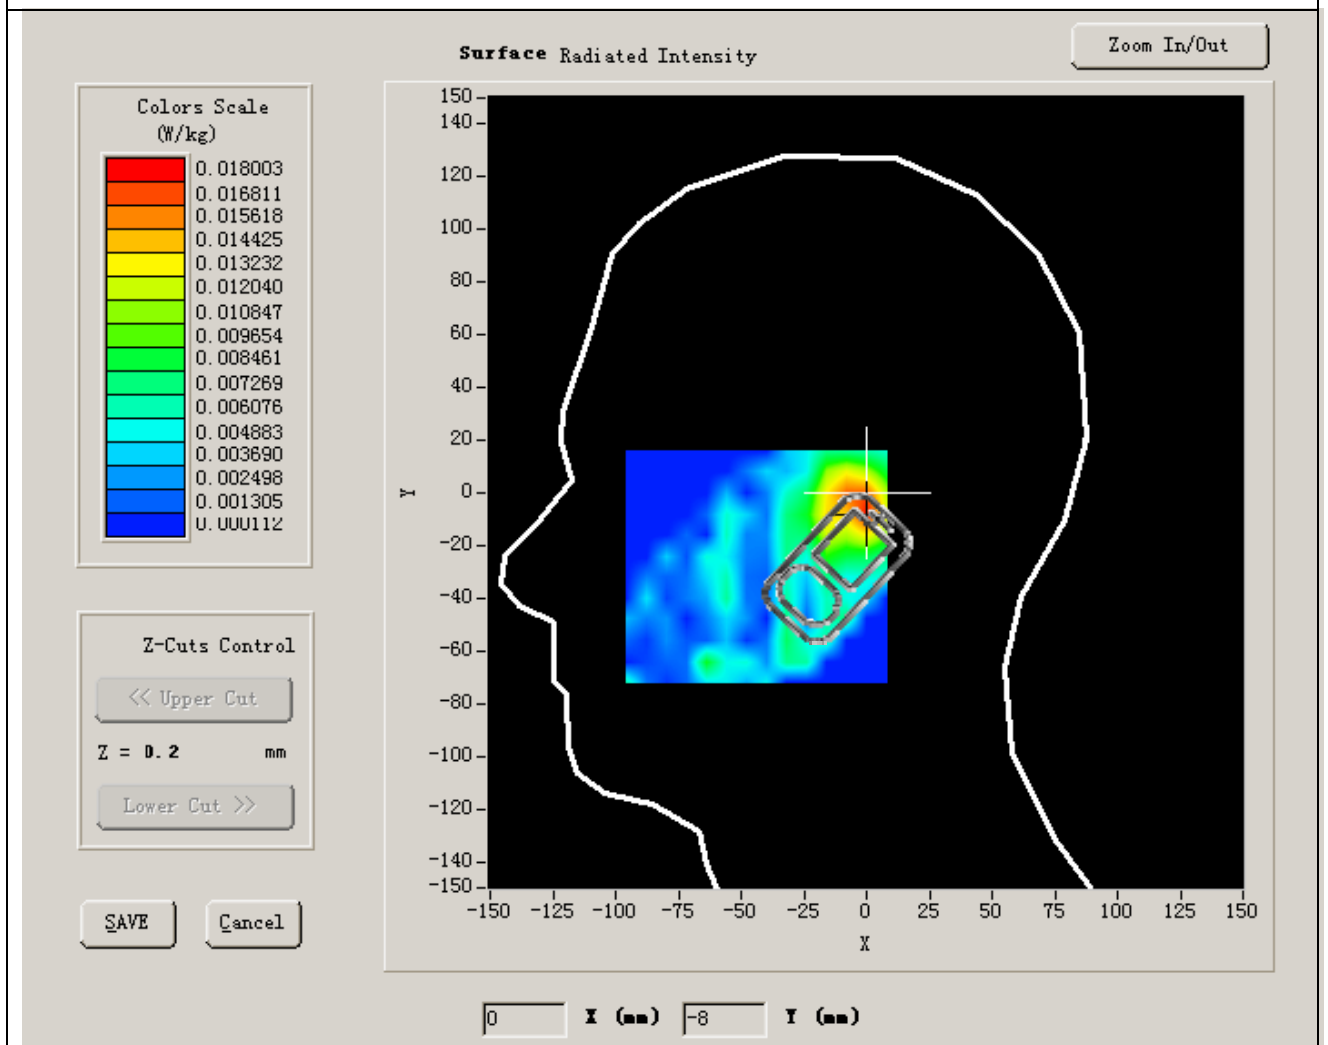 Surface Radiated Intensity
Zoom In/Out
Colors Scale
(W/kg)
0.018003
0.016811
0.015618
0.014425
0.013232
0.012040
0.010847
0.009654
0.008461
0.007269
0.006076
0.004883
0.003690
0.002498
0.001305
0.000112
Z-Cuts Control
<< Upper Cut
Z = 0.2 mm
Lower Cut >>
SAVE Cancel
150
140
120
100
80
60
40
20
0
-20
-40
-60
-80
-100
-120
-140
-150
Y
-150 -125 -100 -75 -50 -25 0 25 50 75 100 125 150
X
0 X (mm) -8 Y (mm)